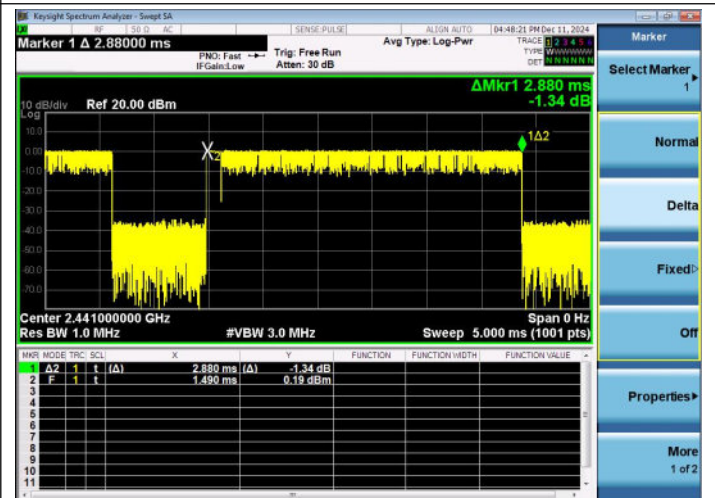 Keysight Spectrum Analyzer - Swept SA
RF 50 Ω AC SENSE:PULSE ALIGN AUTO 04:48:21 PM Dec 11, 2024
Marker 1 Δ 2.88000 ms
PNO: Fast
IFGain:Low
Trig: Free Run
Atten: 30 dB
Avg Type: Log-Pwr
TRACE 1 2 3 4 5 6
TYPE WWWWWW
DET N N N N N N
ΔMkr1 2.880 ms
-1.34 dB
10 dB/div Ref 20.00 dBm
Log
10.0
0.00
-10.0
-20.0
-30.0
-40.0
-50.0
-60.0
-70.0
X2
1Δ2
Center 2.441000000 GHz
Span 0 Hz
Res BW 1.0 MHz
#VBW 3.0 MHz
Sweep 5.000 ms (1001 pts)
MKR MODE TRC SCL X Y FUNCTION FUNCTION WIDTH FUNCTION VALUE
1 Δ2 1 t (Δ) 2.880 ms (Δ) -1.34 dB
2 F 1 t 1.490 ms 0.19 dBm
3
4
5
6
7
8
9
10
11
Marker
Select Marker
1
Normal
Delta
Fixed
Off
Properties
More
1 of 2